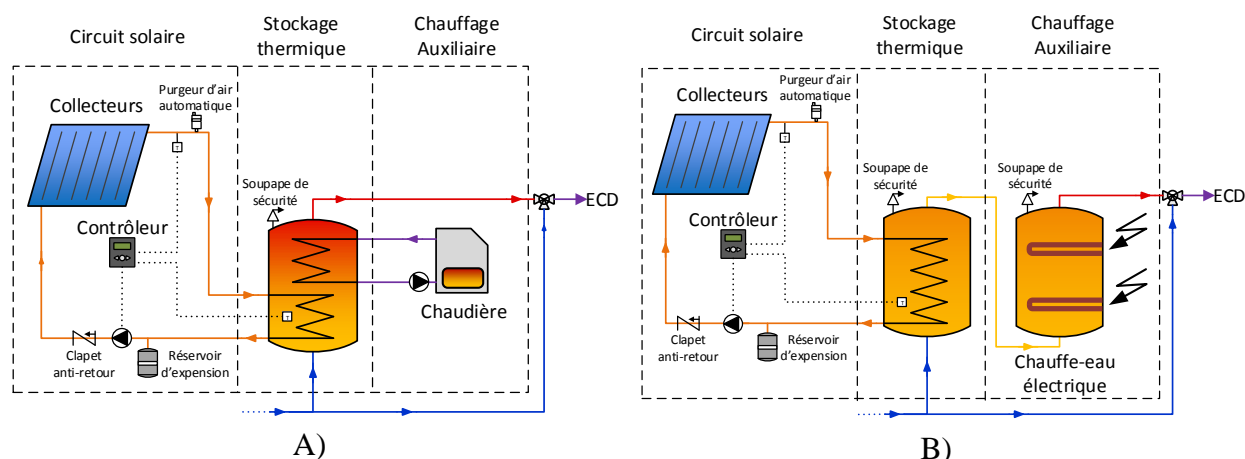 Circuit solaire
Stockage
thermique
Chauffage
Auxiliaire
Purgeur d'air
automatique
Collecteurs
T
Soupape de
sécurité
ECD
Contrôleur
T
Chaudière
Clapet
anti-retour
Réservoir
d'expension
A)
Circuit solaire
Stockage
thermique
Chauffage
Auxiliaire
Purgeur d'air
automatique
Collecteurs
T
Soupape de
sécurité
Soupape de
sécurité
ECD
Contrôleur
T
Clapet
anti-retour
Réservoir
d'expension
Chauffe-eau
électrique
B)